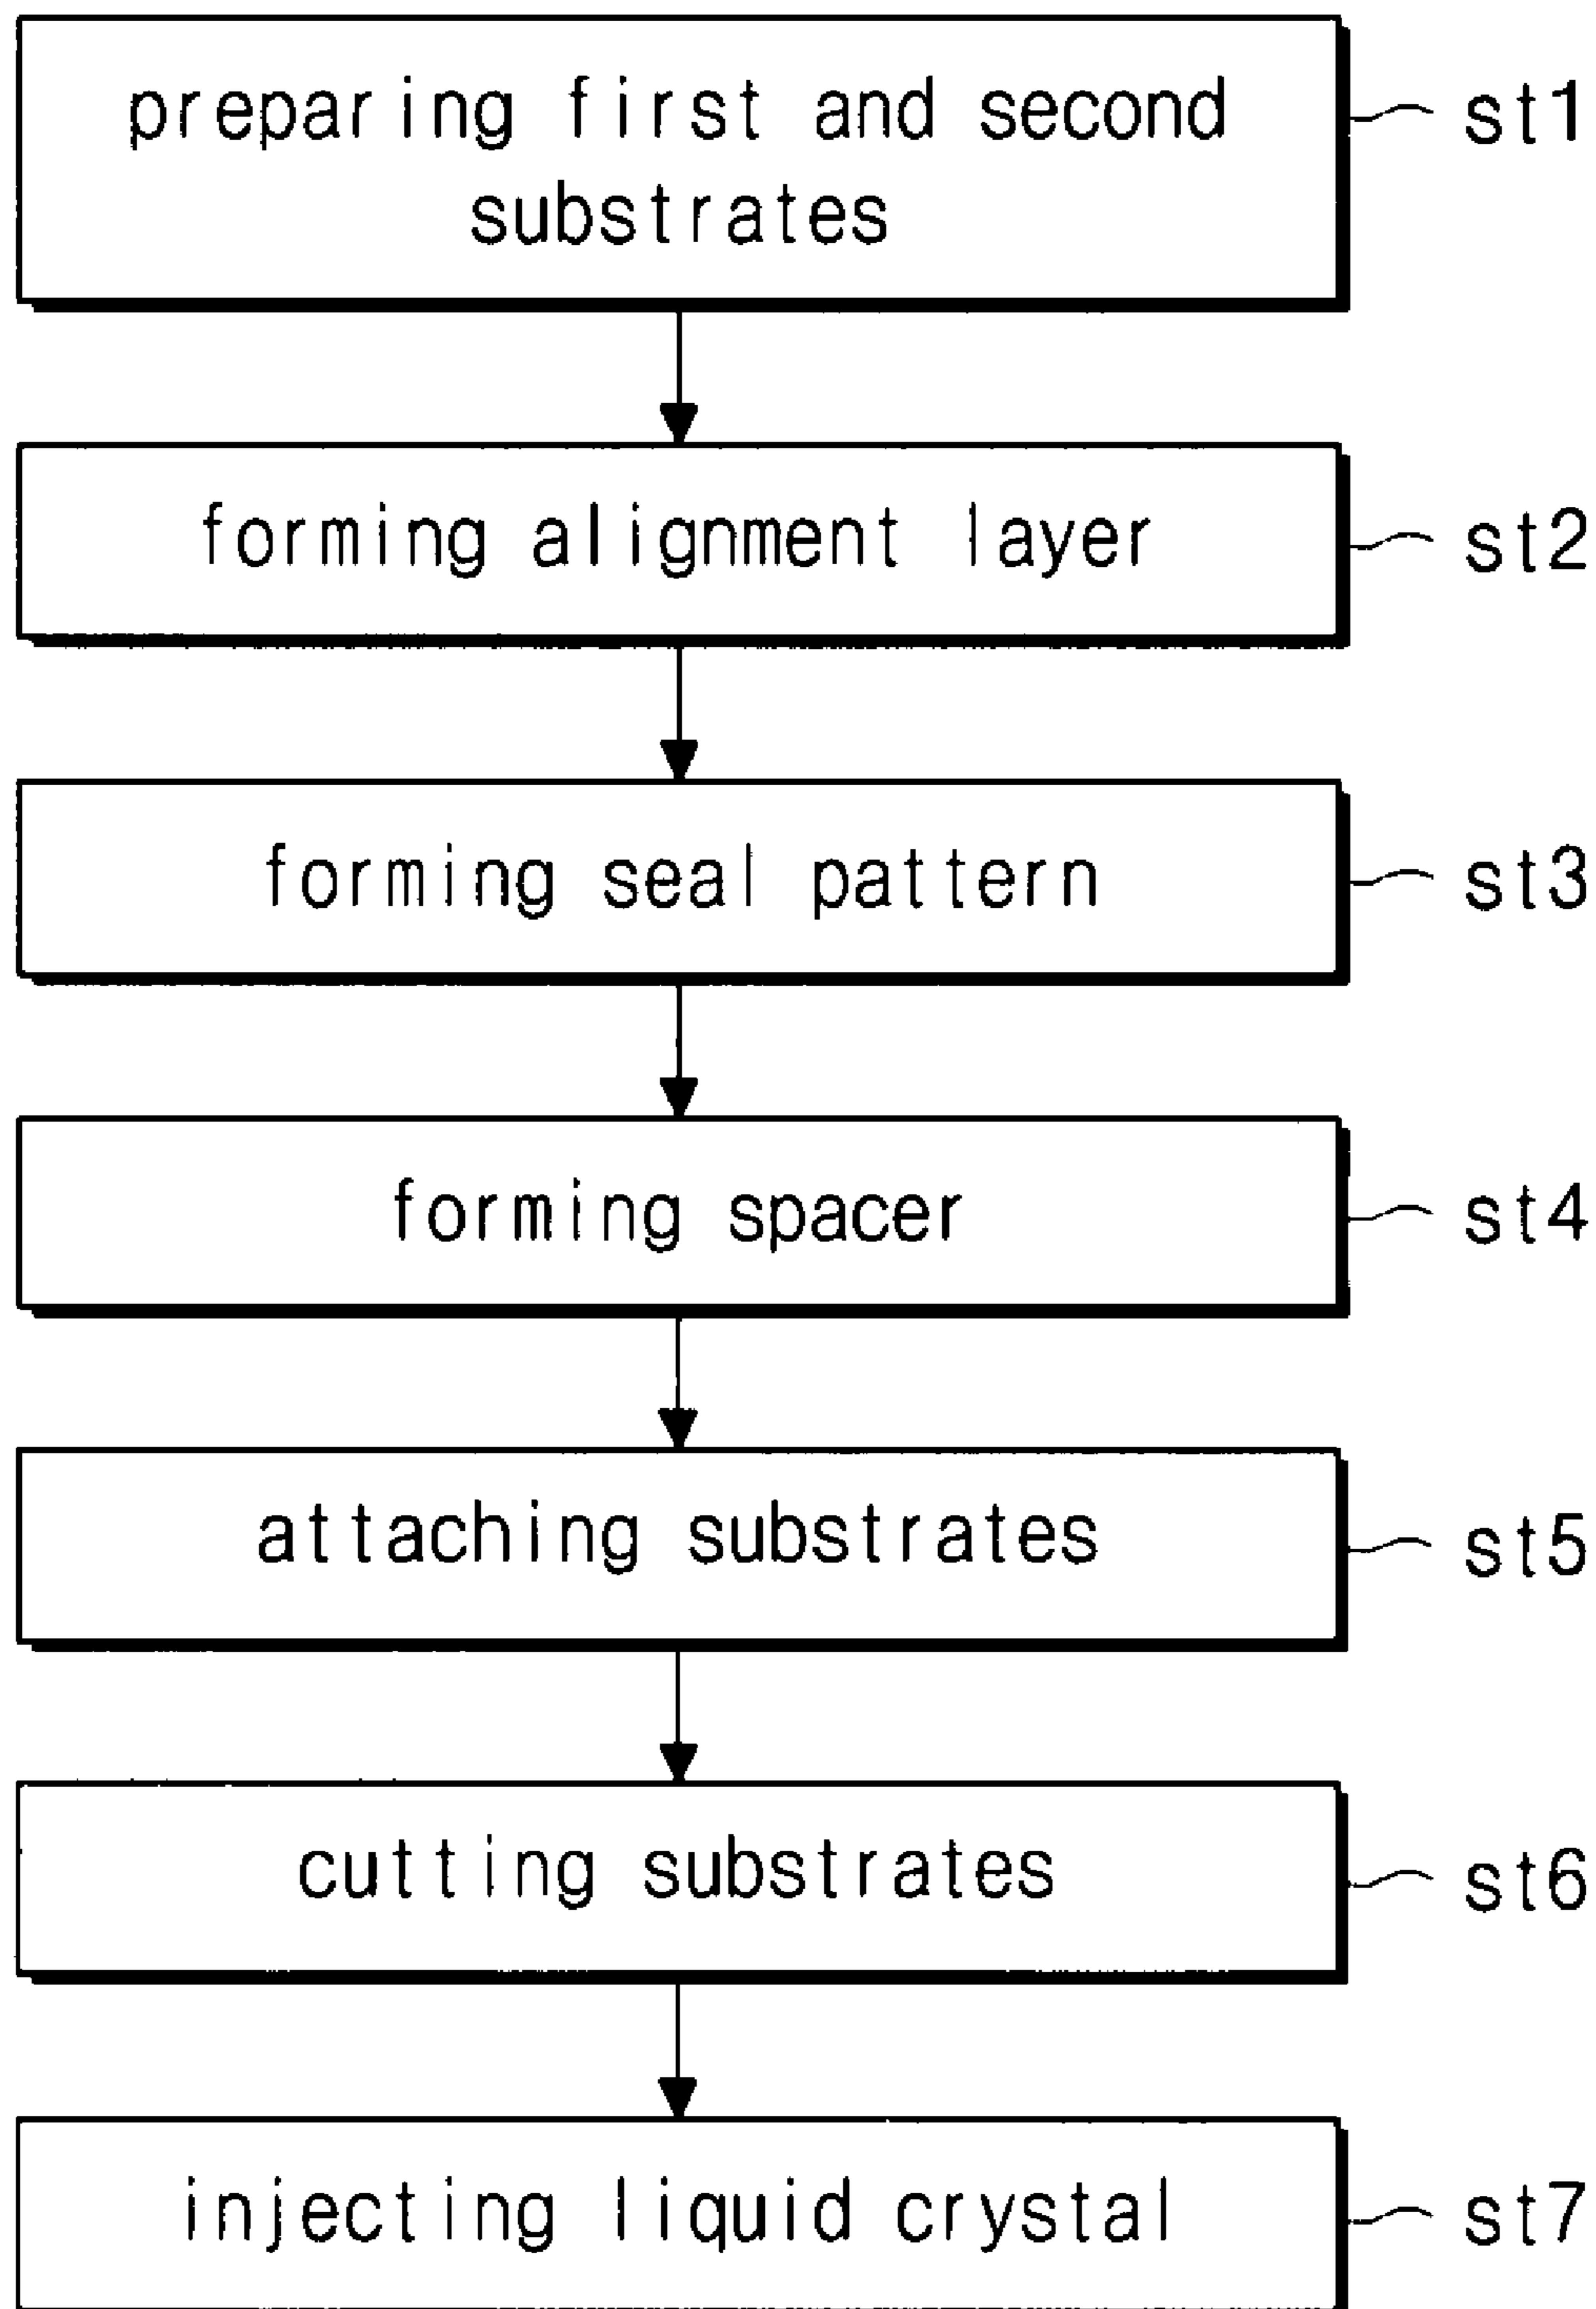 preparing first and second
substrates
st1
forming alignment layer
st2
forming seal pattern
st3
forming spacer
st4
attaching substrates
st5
cutting substrates
st6
injecting liquid crystal
st7